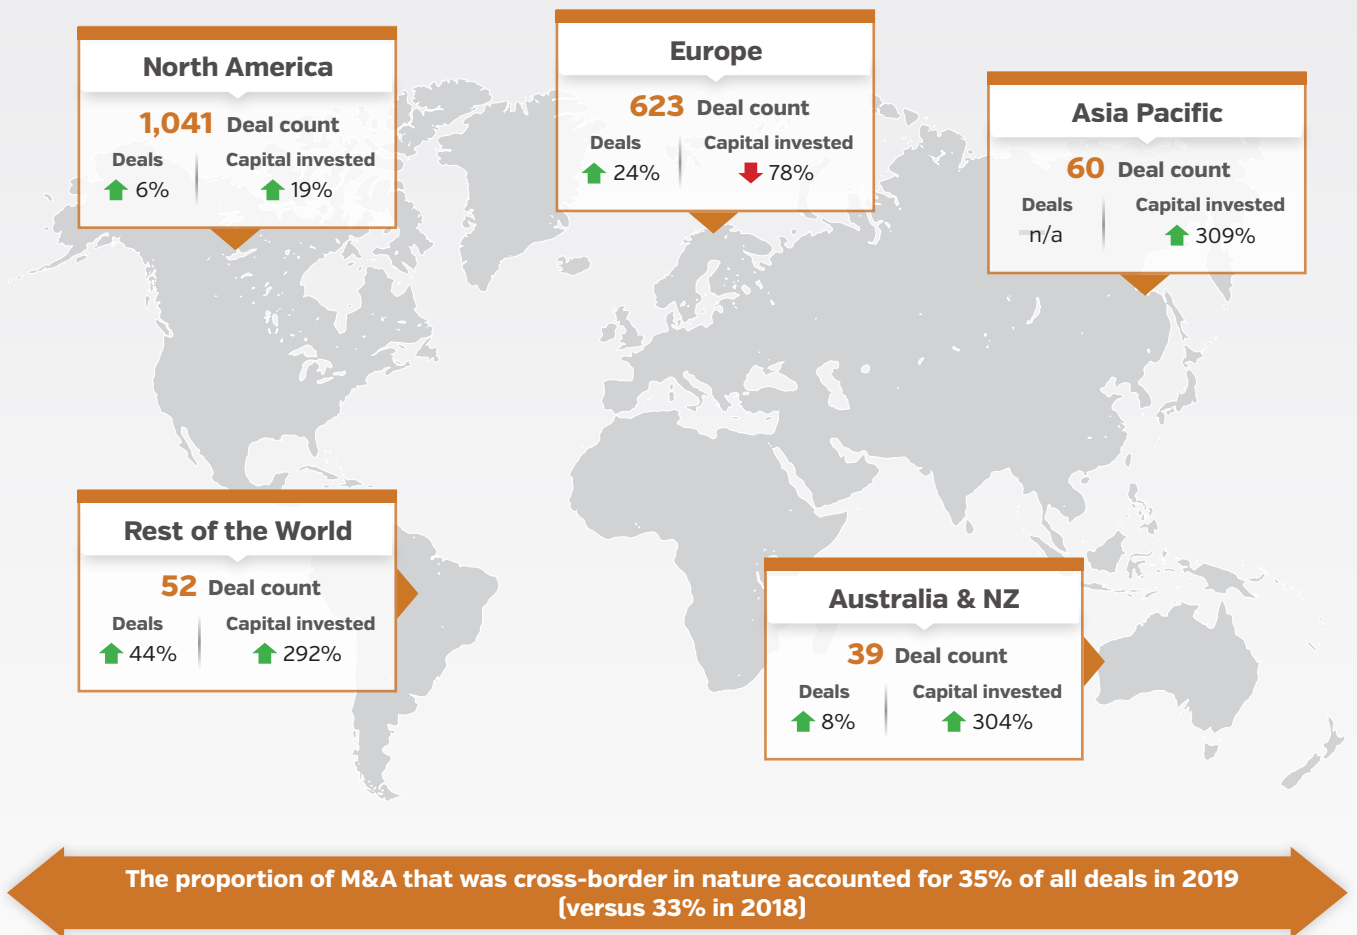 North America
1,041 Deal count
Deals Capital invested
6% 19%
Europe
623 Deal count
Deals Capital invested
24% 78%
Asia Pacific
60 Deal count
Deals Capital invested
n/a 309%
Rest of the World
52 Deal count
Deals Capital invested
44% 292%
Australia & NZ
39 Deal count
Deals Capital invested
8% 304%
The proportion of M&A that was cross-border in nature accounted for 35% of all deals in 2019
(versus 33% in 2018)